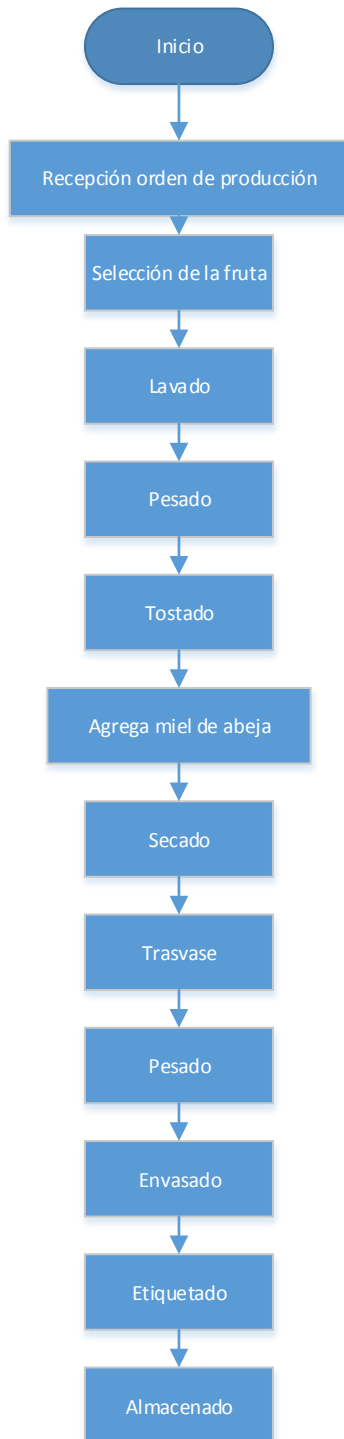 Inicio
Recepción orden de producción
Selección de la fruta
Lavado
Pesado
Tostado
Agrega miel de abeja
Secado
Trasvase
Pesado
Envasado
Etiquetado
Almacenado